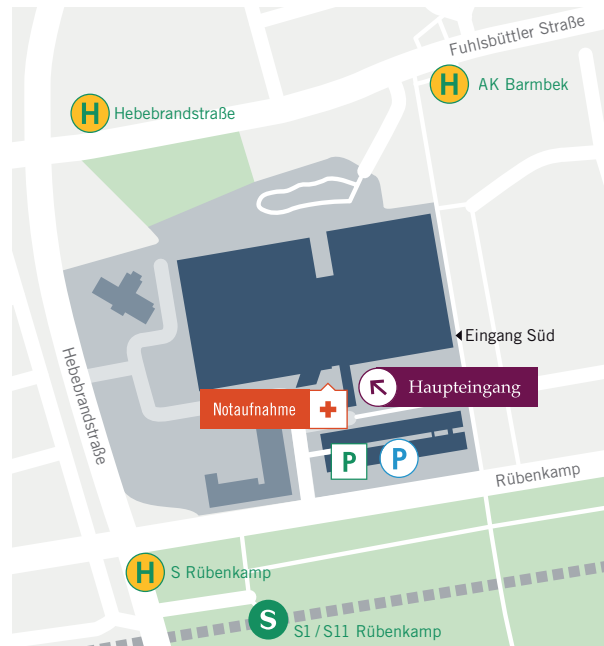 Fuhlsbüttler Straße
H AK Barmbek
H Hebebrandstraße
Eingang Süd
Hebebrandstraße
Haupteingang
Notaufnahme
P P
Rübenkamp
H S Rübenkamp
S S1 / S11 Rübenkamp